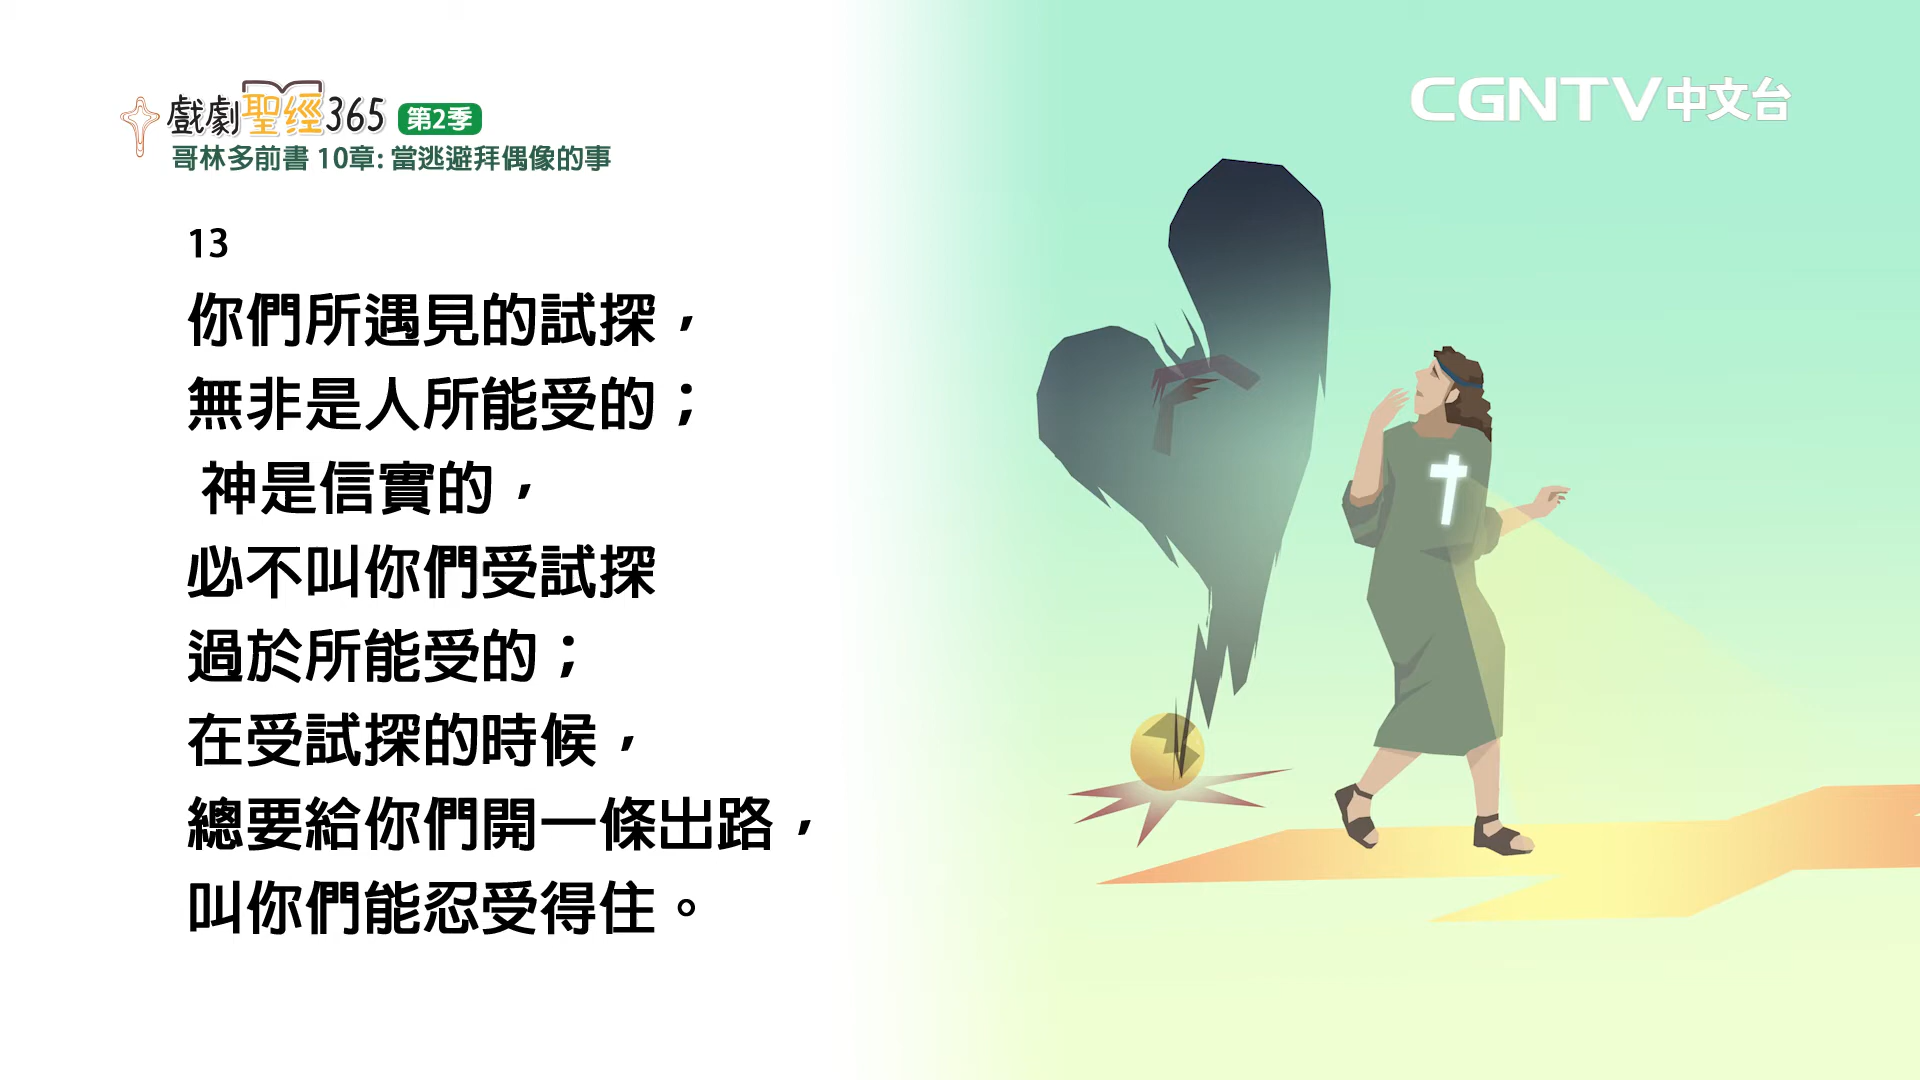 戲劇聖經365 第2季
CGNTV中文台
哥林多前書 10章: 當逃避拜偶像的事
13
你們所遇見的試探，
無非是人所能受的；
神是信實的，
必不叫你們受試探
過於所能受的；
在受試探的時候，
總要給你們開一條出路，
叫你們能忍受得住。